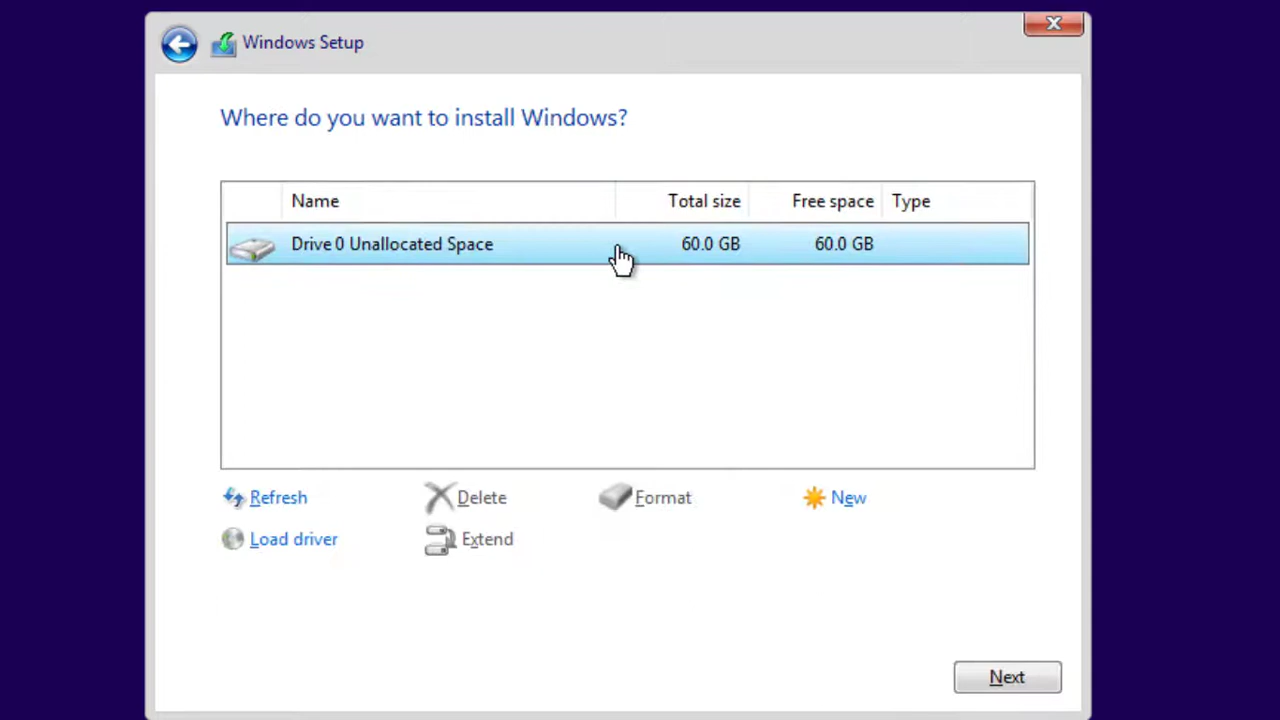 Windows Setup
Where do you want to install Windows?
Name Total size Free space Type
Drive 0 Unallocated Space 60.0 GB 60.0 GB
Refresh Delete Format New
Load driver Extend
Next